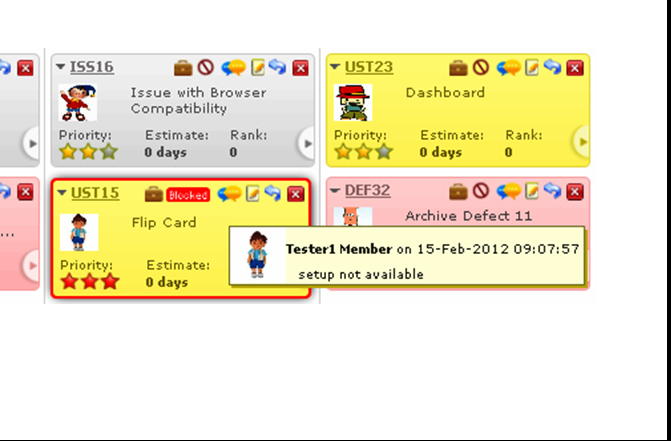 ISS16
Issue with Browser
Compatibility
Priority: Estimate: Rank:
0 days 0
UST23
Dashboard
Priority: Estimate: Rank:
0 days 0
...
UST15 Blocked
Flip Card
Priority: Estimate:
0 days
DEF32
Archive Defect 11
Tester1 Member on 15-Feb-2012 09:07:57
setup not available